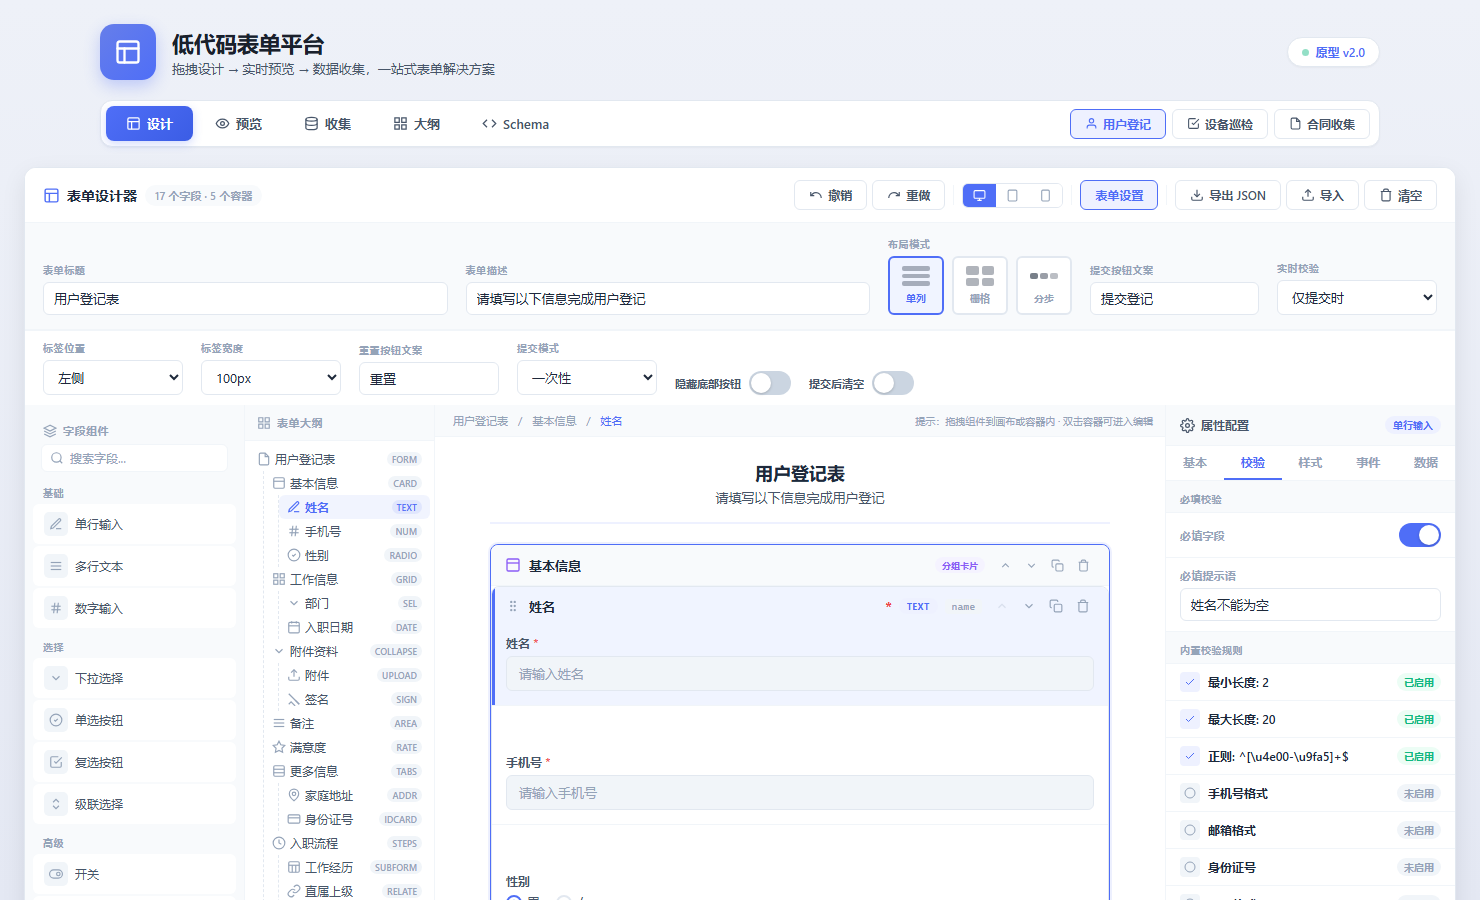 低代码表单平台
拖拽设计 → 实时预览 → 数据收集，一站式表单解决方案
原型 v2.0
设计 预览 收集 大纲 Schema 用户登记 设备巡检 合同收集
表单设计器 17 个字段 · 5 个容器 撤销 重做 表单设置 导出 JSON 导入 清空
表单标题 表单描述 布局模式 提交按钮文案 实时校验
用户登记表 请填写以下信息完成用户登记 单列 栅格 分步 提交登记 仅提交时
标签位置 标签宽度 重置按钮文案 提交模式
左侧 100px 重置 一次性 隐藏底部按钮 提交后清空
字段组件
搜索字段...
基础
单行输入
多行文本
数字输入
选择
下拉选择
单选按钮
复选按钮
级联选择
高级
开关
表单大纲
用户登记表 FORM
基本信息 CARD
姓名 TEXT
手机号 NUM
性别 RADIO
工作信息 GRID
部门 SEL
入职日期 DATE
附件资料 COLLAPSE
附件 UPLOAD
签名 SIGN
备注 AREA
满意度 RATE
更多信息 TABS
家庭地址 ADDR
身份证号 IDCARD
入职流程 STEPS
工作经历 SUBFORM
直属上级 RELATE
用户登记表 / 基本信息 / 姓名 提示：拖拽组件到画布或容器内 · 双击容器可进入编辑
用户登记表
请填写以下信息完成用户登记
基本信息 分组卡片
姓名 * TEXT name
姓名 *
请输入姓名
手机号 *
请输入手机号
性别
属性配置 单行输入
基本 校验 样式 事件 数据
必填校验
必填字段
必填提示语
姓名不能为空
内置校验规则
最小长度: 2 已启用
最大长度: 20 已启用
正则: ^[\u4e00-\u9fa5]+$ 已启用
手机号格式 未启用
邮箱格式 未启用
身份证号 未启用